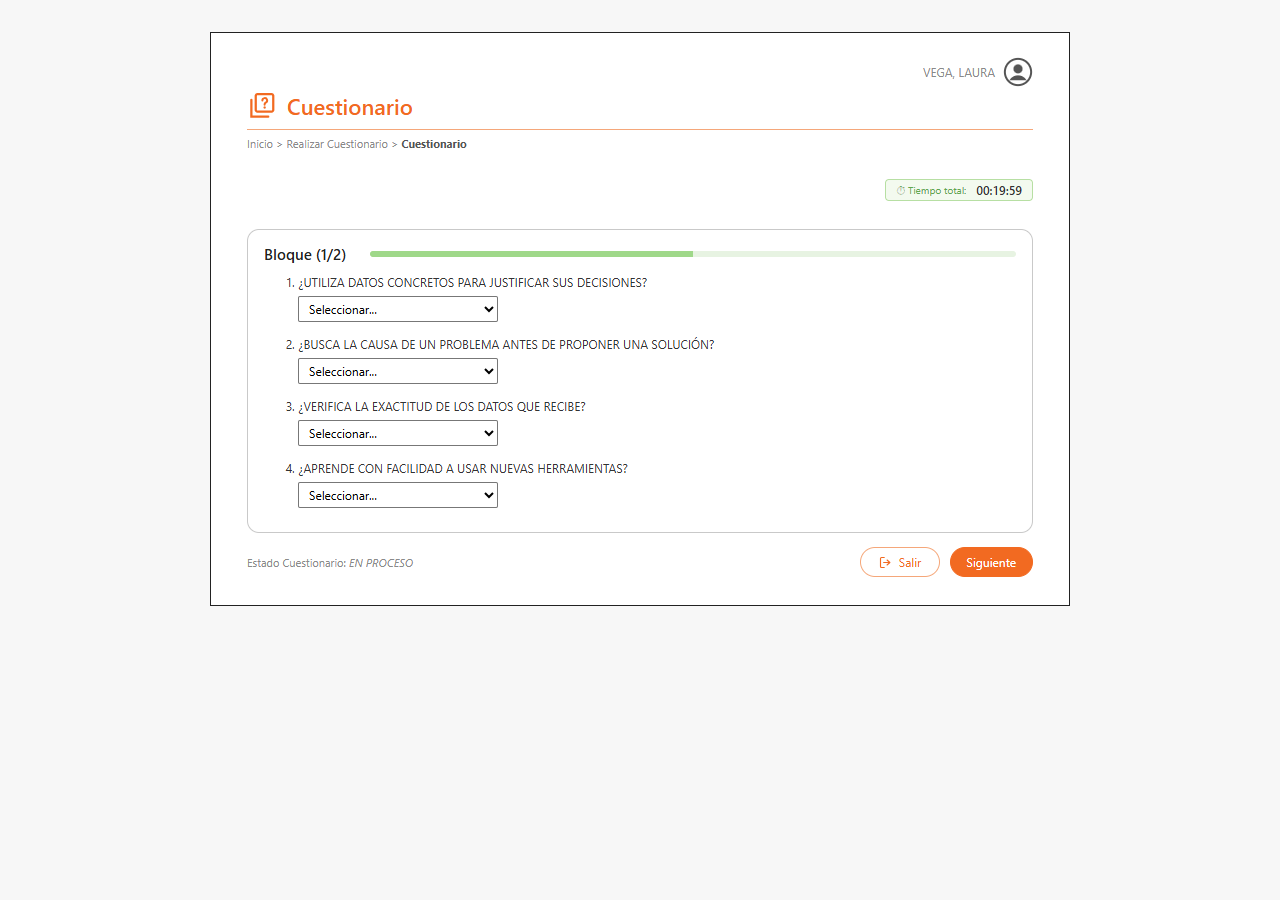 VEGA, LAURA
Cuestionario
Inicio > Realizar Cuestionario > Cuestionario
Tiempo total: 00:19:59
Bloque (1/2)
1. ¿UTILIZA DATOS CONCRETOS PARA JUSTIFICAR SUS DECISIONES?
Seleccionar...
2. ¿BUSCA LA CAUSA DE UN PROBLEMA ANTES DE PROPONER UNA SOLUCIÓN?
Seleccionar...
3. ¿VERIFICA LA EXACTITUD DE LOS DATOS QUE RECIBE?
Seleccionar...
4. ¿APRENDE CON FACILIDAD A USAR NUEVAS HERRAMIENTAS?
Seleccionar...
Estado Cuestionario: EN PROCESO
Salir
Siguiente